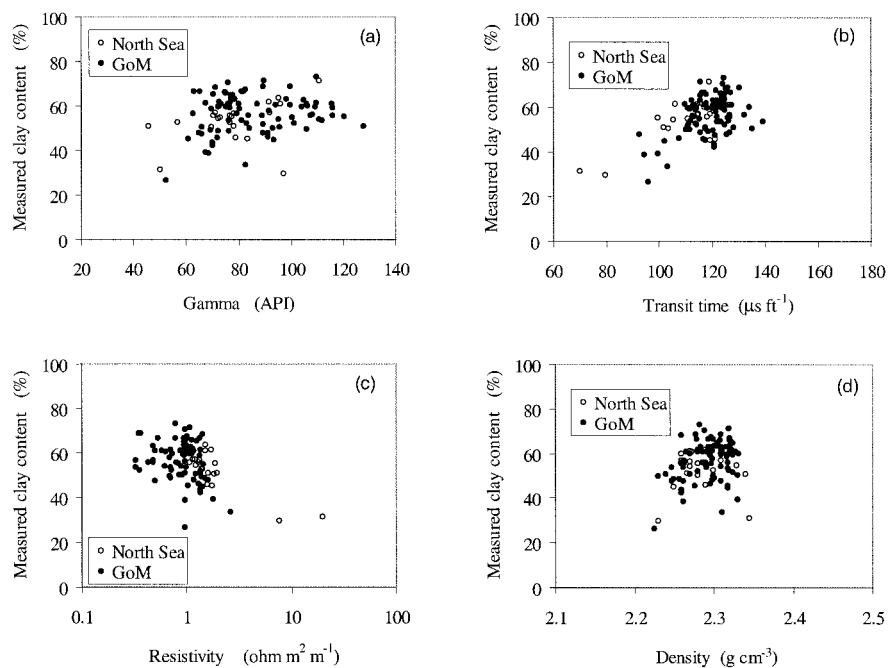 Measured clay content (%)
100
80
60
40
20
0
(a)
North Sea
GoM
20 40 60 80 100 120 140
Gamma (API)
Measured clay content (%)
100
80
60
40
20
0
(b)
North Sea
GoM
60 80 100 120 140 160 180
Transit time (µs ft⁻¹)
Measured clay content (%)
100
80
60
40
20
0
(c)
North Sea
GoM
0.1 1 10 100
Resistivity (ohm m² m⁻¹)
Measured clay content (%)
100
80
60
40
20
0
(d)
North Sea
GoM
2.1 2.2 2.3 2.4 2.5
Density (g cm⁻³)